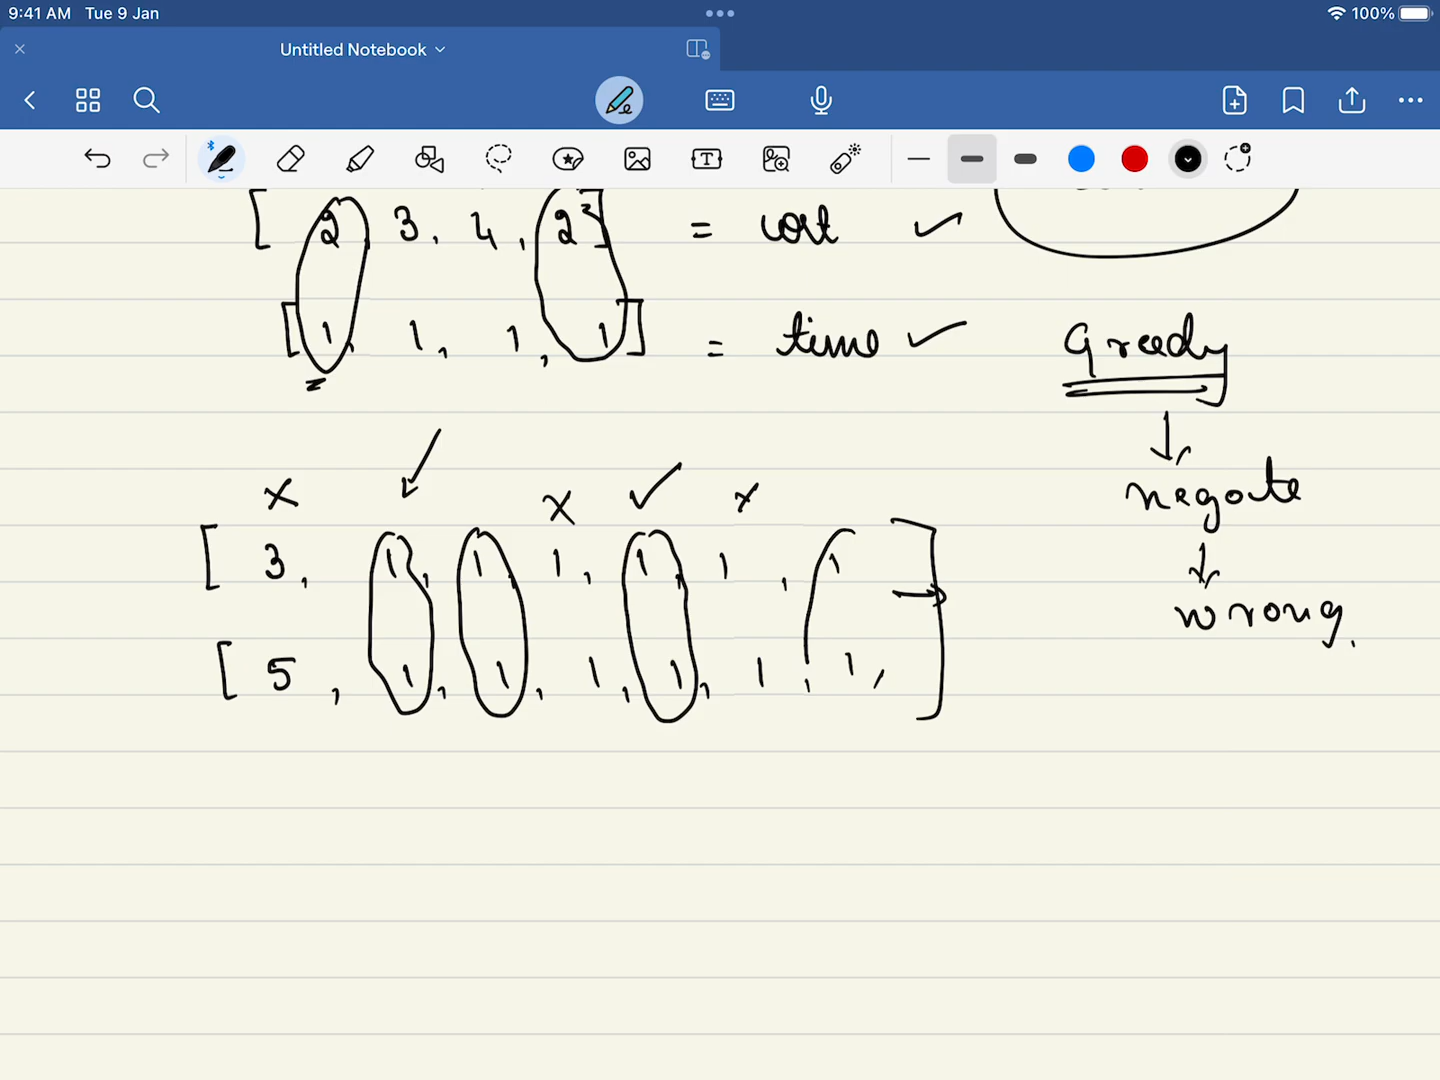 9:41 AM Tue 9 Jan
100%
Untitled Notebook
[ 2 3, 4, 2 ] = cost ✓
[ 1, 1, 1, 1 ] = time ✓
Greedy
↓
negate
↓
wrong.
x ✓ x x
[ 3, 1, 1, 1, 1, 1, 1 ]
[ 5, 1, 1, 1, 1, 1, 1, ]